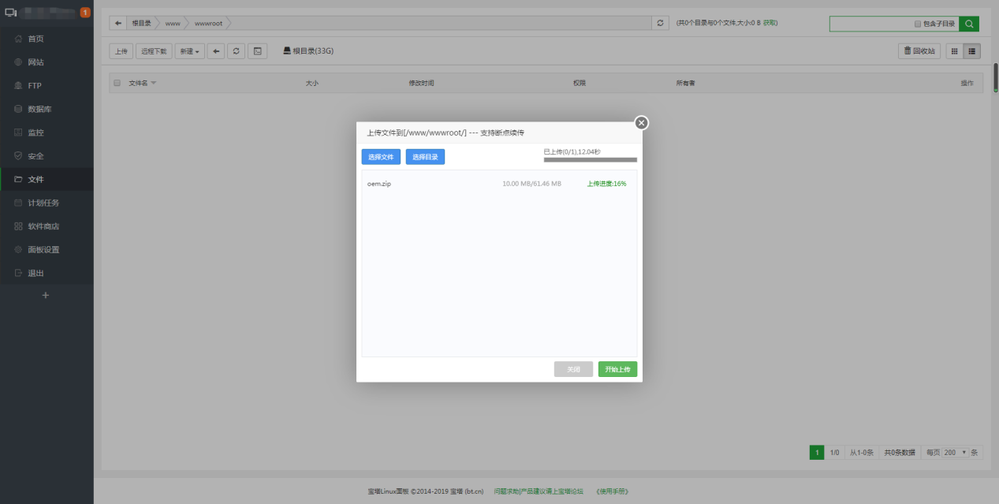 1
首页
网站
FTP
数据库
监控
安全
文件
计划任务
软件商店
面板设置
退出
+
根目录 www wwwroot (共0个目录与0个文件,大小:0 B 获取) 包含子目录
上传 远程下载 新建 根目录(33G) 回收站
文件名 大小 修改时间 权限 所有者 操作
上传文件到[/www/wwwroot/] --- 支持断点续传
选择文件 选择目录 已上传(0/1),12.04秒
oem.zip 10.00 MB/61.46 MB 上传进度:16%
关闭 开始上传
1 1/0 从1-0条 共0条数据 每页 200 条
宝塔Linux面板 ©2014-2019 宝塔 (bt.cn) 问题求助|产品建议请上宝塔论坛 《使用手册》